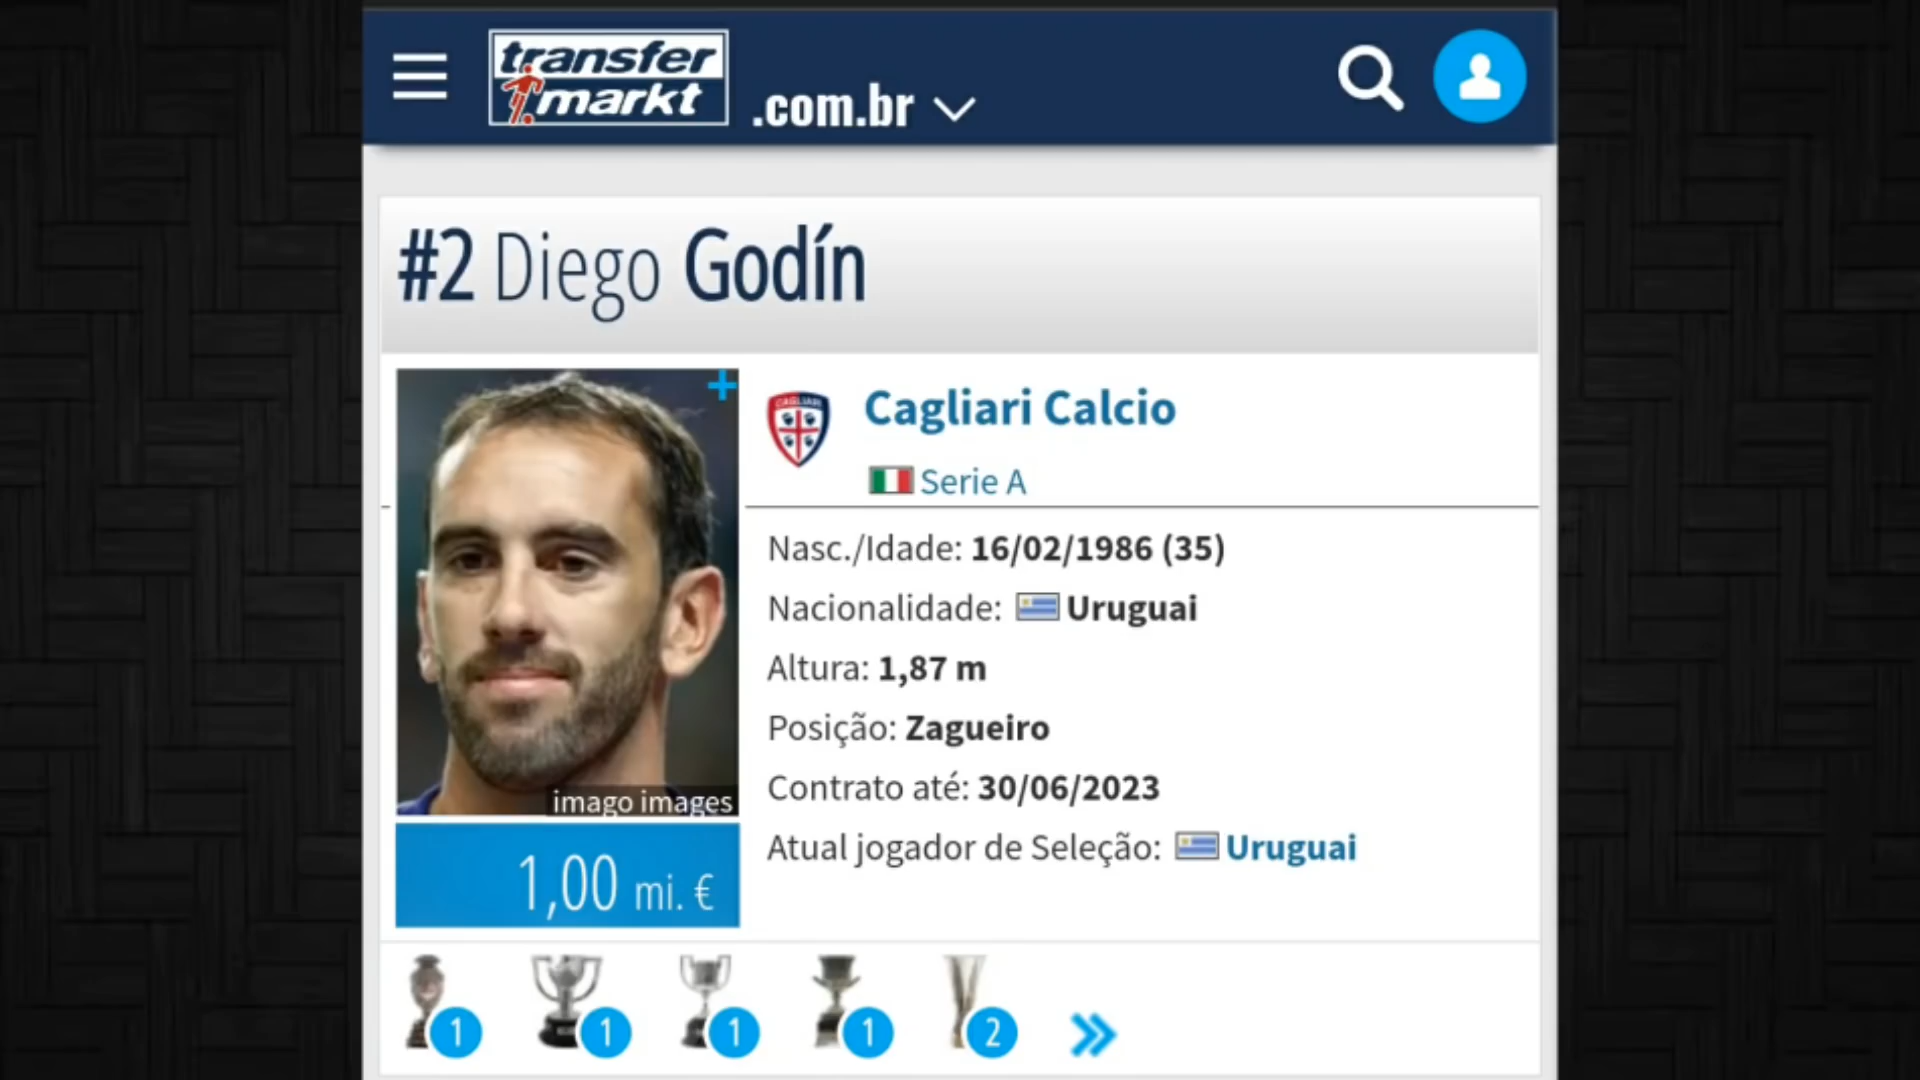 transfer
markt
.com.br
#2 Diego Godín
CAGLIARI
Cagliari Calcio
Serie A
Nasc./Idade: 16/02/1986 (35)
Nacionalidade: Uruguai
Altura: 1,87 m
Posição: Zagueiro
Contrato até: 30/06/2023
Atual jogador de Seleção: Uruguai
imago images
1,00 mi. €
1 1 1 1 2